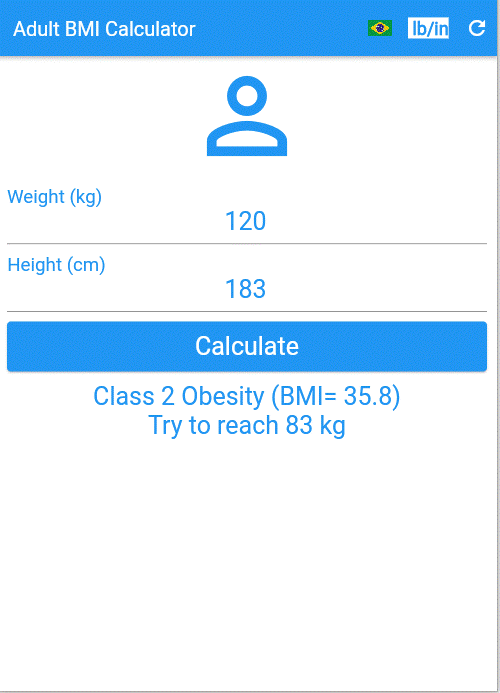 Adult BMI Calculator lb/in
Weight (kg)
120
Height (cm)
183
Calculate
Class 2 Obesity (BMI= 35.8)
Try to reach 83 kg